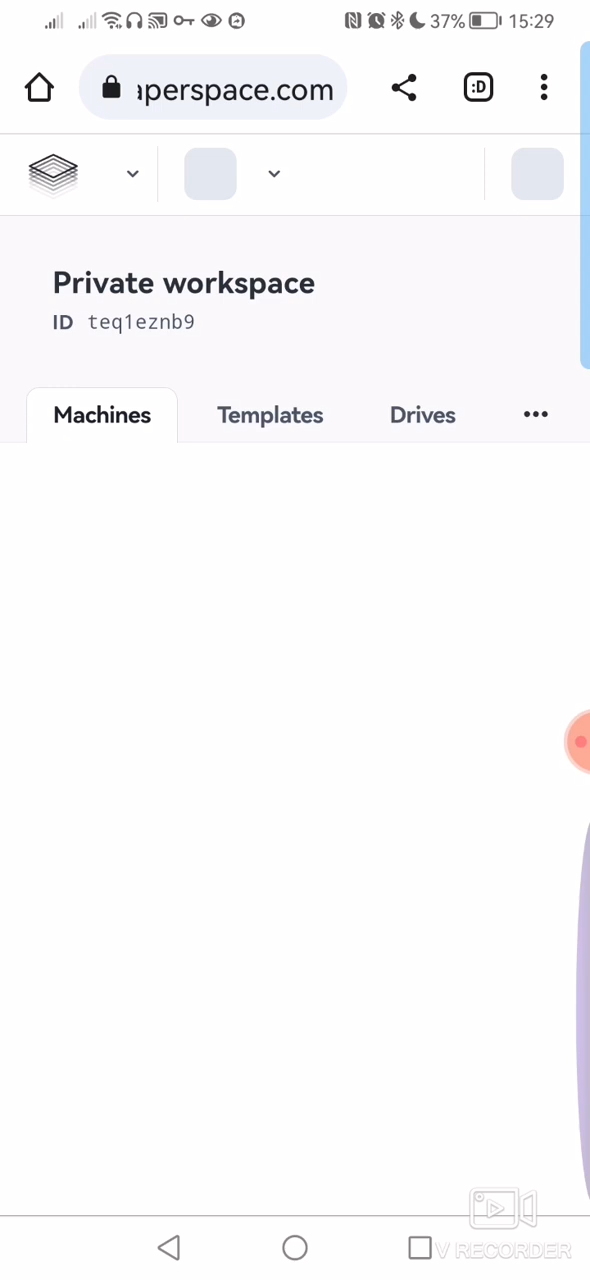 37% 15:29
:D
aperspace.com
Private workspace
ID teq1eznb9
Machines Templates Drives •••
V RECORDER